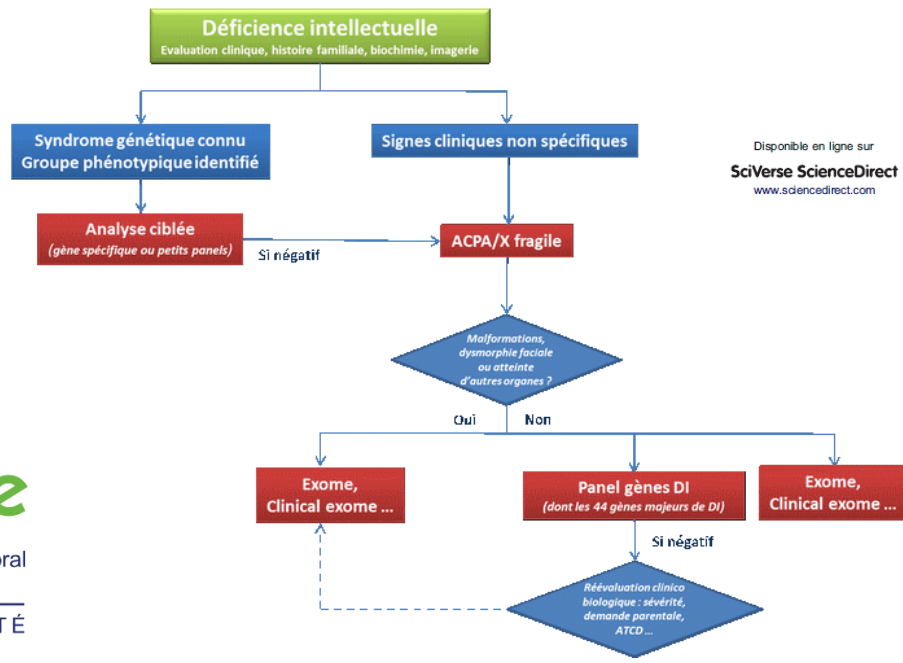 Déficience intellectuelle
Evaluation clinique, histoire familiale, biochimie, imagerie
Syndrome génétique connu
Groupe phénotypique identifié
Signes cliniques non spécifiques
Disponible en ligne sur
SciVerse ScienceDirect
www.sciencedirect.com
Analyse ciblée
(gène spécifique ou petits panels)
Si négatif
ACPA/X fragile
Malformations,
dysmorphie faciale
ou atteinte
d'autres organes ?
Oui
Non
Exome,
Clinical exome ...
Panel gènes DI
(dont les 44 gènes majeurs de DI)
Exome,
Clinical exome ...
Si négatif
Réévaluation clinico
biologique : sévérité,
demande parentale,
ATCD ...
e
oral
TÉ